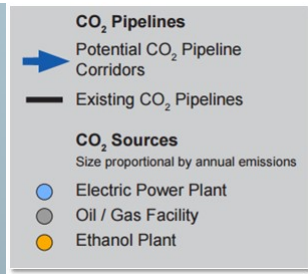 CO₂ Pipelines
Potential CO₂ Pipeline
Corridors
Existing CO₂ Pipelines
CO₂ Sources
Size proportional by annual emissions
Electric Power Plant
Oil / Gas Facility
Ethanol Plant